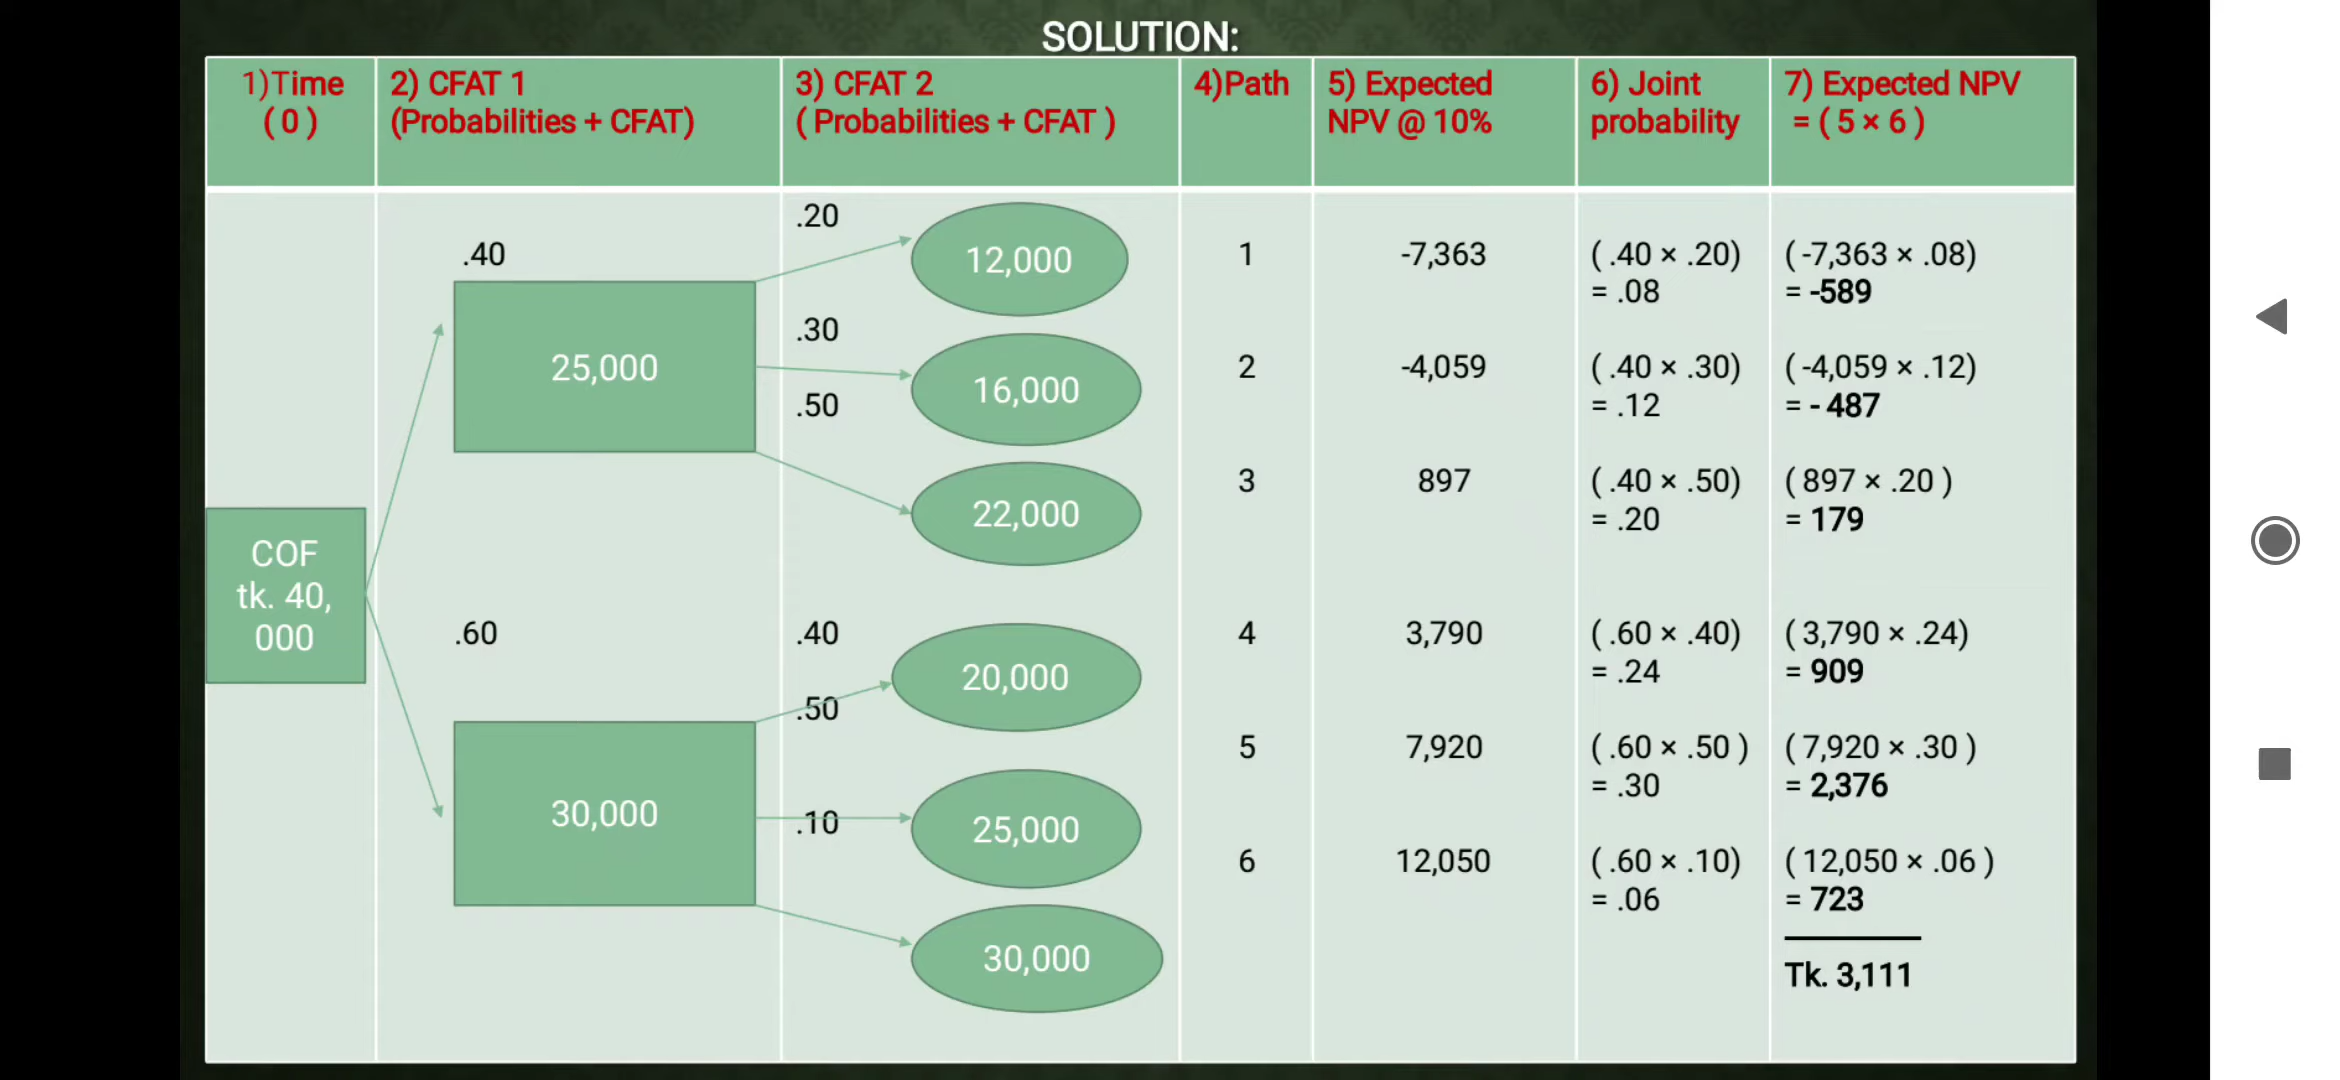 SOLUTION:
1)Time
( 0 )
2) CFAT 1
(Probabilities + CFAT)
3) CFAT 2
( Probabilities + CFAT )
4)Path
5) Expected
NPV @ 10%
6) Joint
probability
7) Expected NPV
= ( 5 × 6 )
COF
tk. 40,
000
.40
25,000
.60
30,000
.20
12,000
.30
16,000
.50
22,000
.40
20,000
.50
25,000
.10
30,000
1
-7,363
( .40 × .20)
= .08
( -7,363 × .08)
= -589
2
-4,059
( .40 × .30)
= .12
( -4,059 × .12)
= - 487
3
897
( .40 × .50)
= .20
( 897 × .20 )
= 179
4
3,790
( .60 × .40)
= .24
( 3,790 × .24)
= 909
5
7,920
( .60 × .50 )
= .30
( 7,920 × .30 )
= 2,376
6
12,050
( .60 × .10)
= .06
( 12,050 × .06 )
= 723
Tk. 3,111